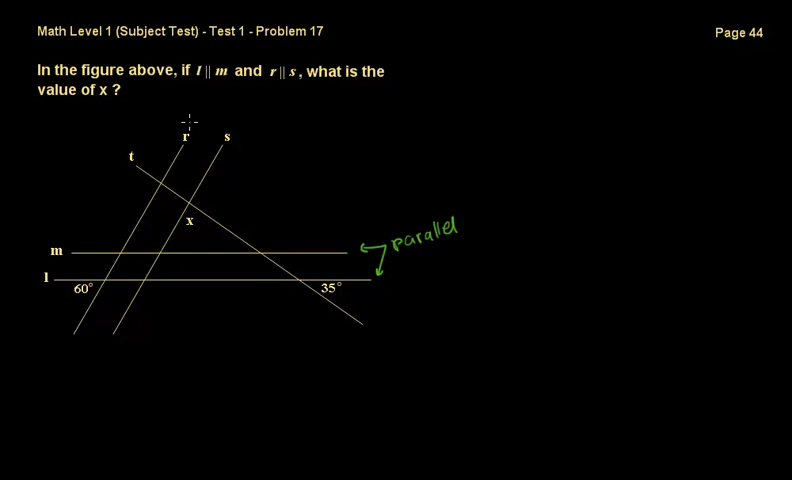 Math Level 1 (Subject Test) - Test 1 - Problem 17
Page 44
In the figure above, if l || m and r || s, what is the
value of x ?
r
s
t
x
m
parallel
l
60°
35°